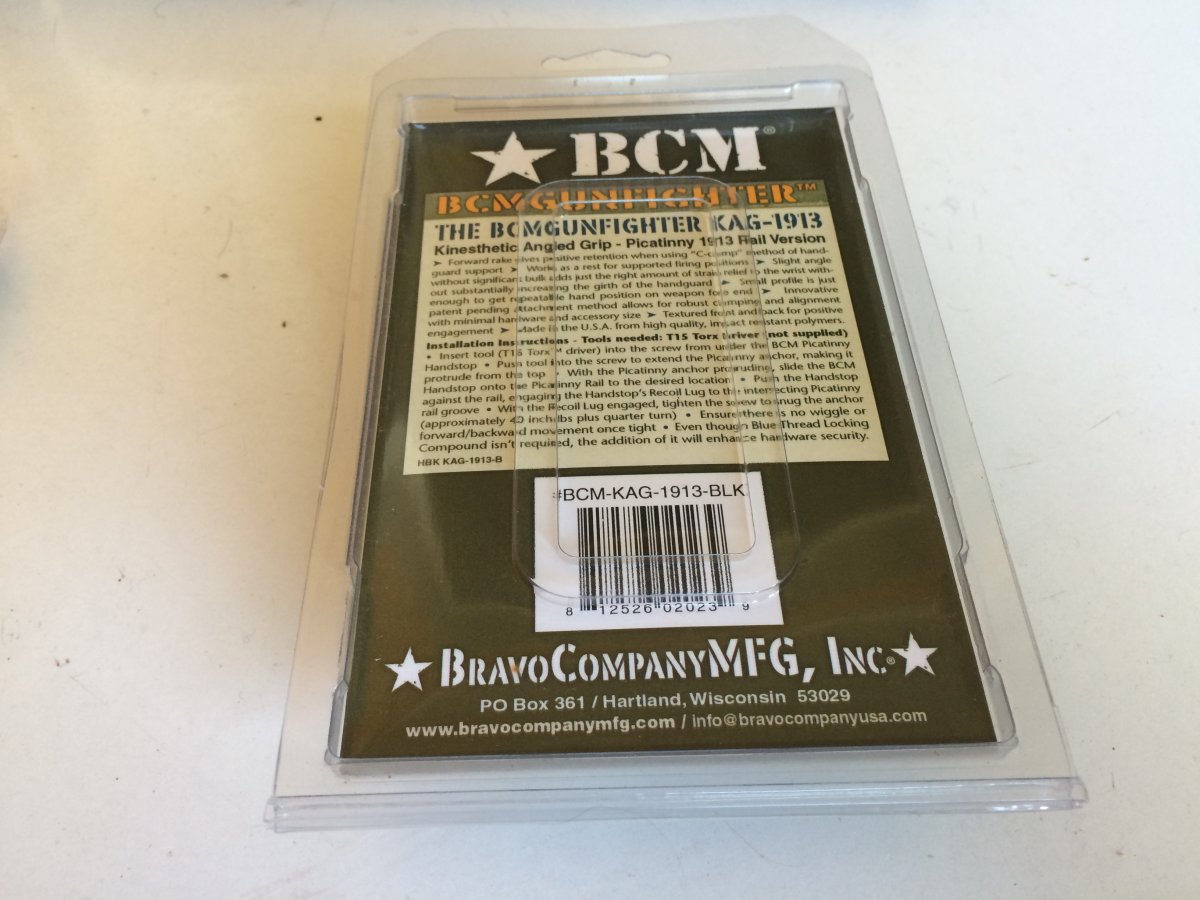 ★ BCM®
BCMGUNFIGHTER™
THE BCMGUNFIGHTER KAG-1913
Kinesthetic Angled Grip - Picatinny 1913 Rail Version
➤ Forward rake gives positive retention when using "C-clamp" method of hand-
guard support ➤ Works as a rest for supported firing positions ➤ Slight angle
without significant bulk adds just the right amount of strain relief to the wrist with-
out substantially increasing the girth of the handguard ➤ Small profile is just
enough to get repeatable hand position on weapon fore end ➤ Innovative
patent pending attachment method allows for robust clamping and alignment
with minimal hardware and accessory size ➤ Textured front and back for positive
engagement ➤ Made in the U.S.A. from high quality, impact resistant polymers.
Installation Instructions - Tools needed: T15 Torx driver (not supplied)
• Insert tool (T15 Torx™ driver) into the screw from under the BCM Picatinny
Handstop • Push tool into the screw to extend the Picatinny anchor, making it
protrude from the top • With the Picatinny anchor protruding, slide the BCM
Handstop onto the Picatinny Rail to the desired location • Push the Handstop
against the rail, engaging the Handstop's Recoil Lug to the intersecting Picatinny
rail groove • With the Recoil Lug engaged, tighten the screw to snug the anchor
(approximately 40 inch-lbs plus quarter turn) • Ensure there is no wiggle or
forward/backward movement once tight • Even though Blue Thread Locking
Compound isn't required, the addition of it will enhance hardware security.
HBK KAG-1913-B
#BCM-KAG-1913-BLK
8 12526 02023 9
★ BRAVOCOMPANYMFG, INC® ★
PO Box 361 / Hartland, Wisconsin 53029
www.bravocompanymfg.com / info@bravocompanyusa.com